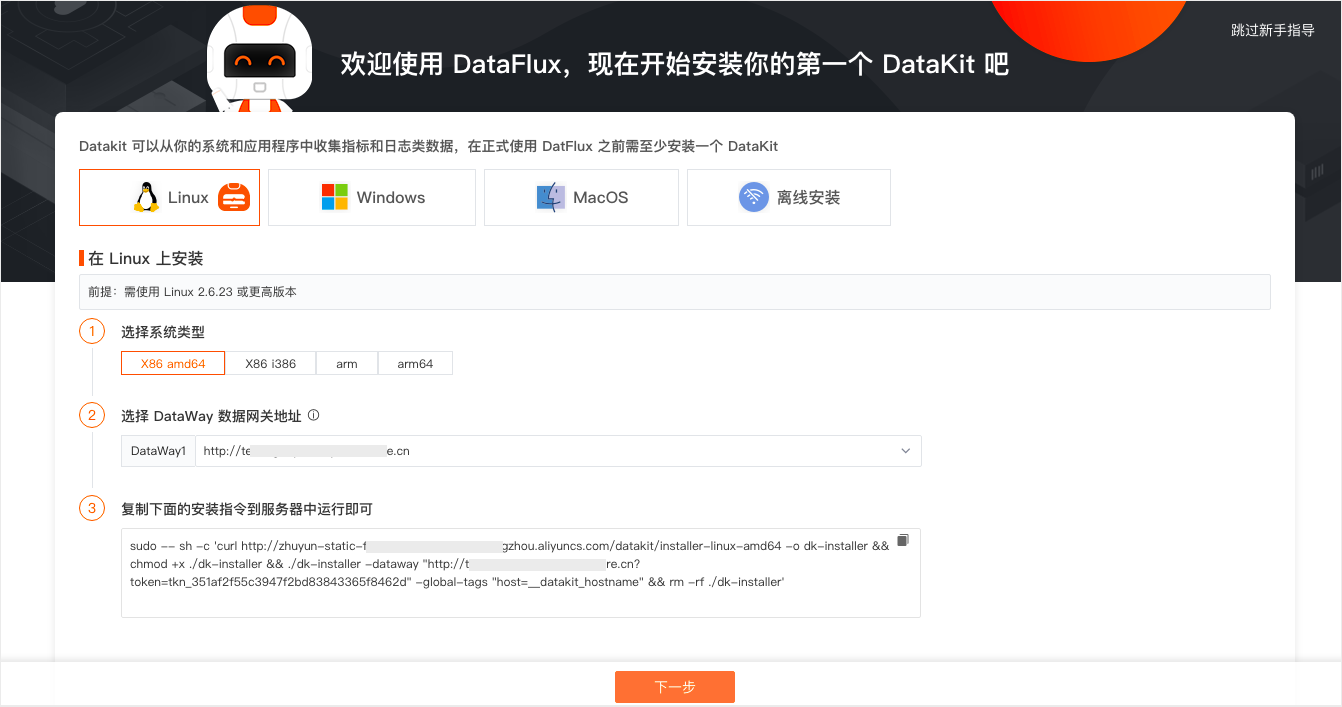 跳过新手指导
欢迎使用 DataFlux，现在开始安装你的第一个 DataKit 吧
Datakit 可以从你的系统和应用程序中收集指标和日志类数据，在正式使用 DatFlux 之前需至少安装一个 DataKit
Linux Windows MacOS 离线安装
在 Linux 上安装
前提：需使用 Linux 2.6.23 或更高版本
1 选择系统类型
X86 amd64 X86 i386 arm arm64
2 选择 DataWay 数据网关地址
DataWay1 http://te e.cn
3 复制下面的安装指令到服务器中运行即可
sudo -- sh -c 'curl http://zhuyun-static-f gzhou.aliyuncs.com/datakit/installer-linux-amd64 -o dk-installer &&
chmod +x ./dk-installer && ./dk-installer -dataway "http://t re.cn?
token=tkn_351af2f55c3947f2bd83843365f8462d" -global-tags "host=__datakit_hostname" && rm -rf ./dk-installer'
下一步